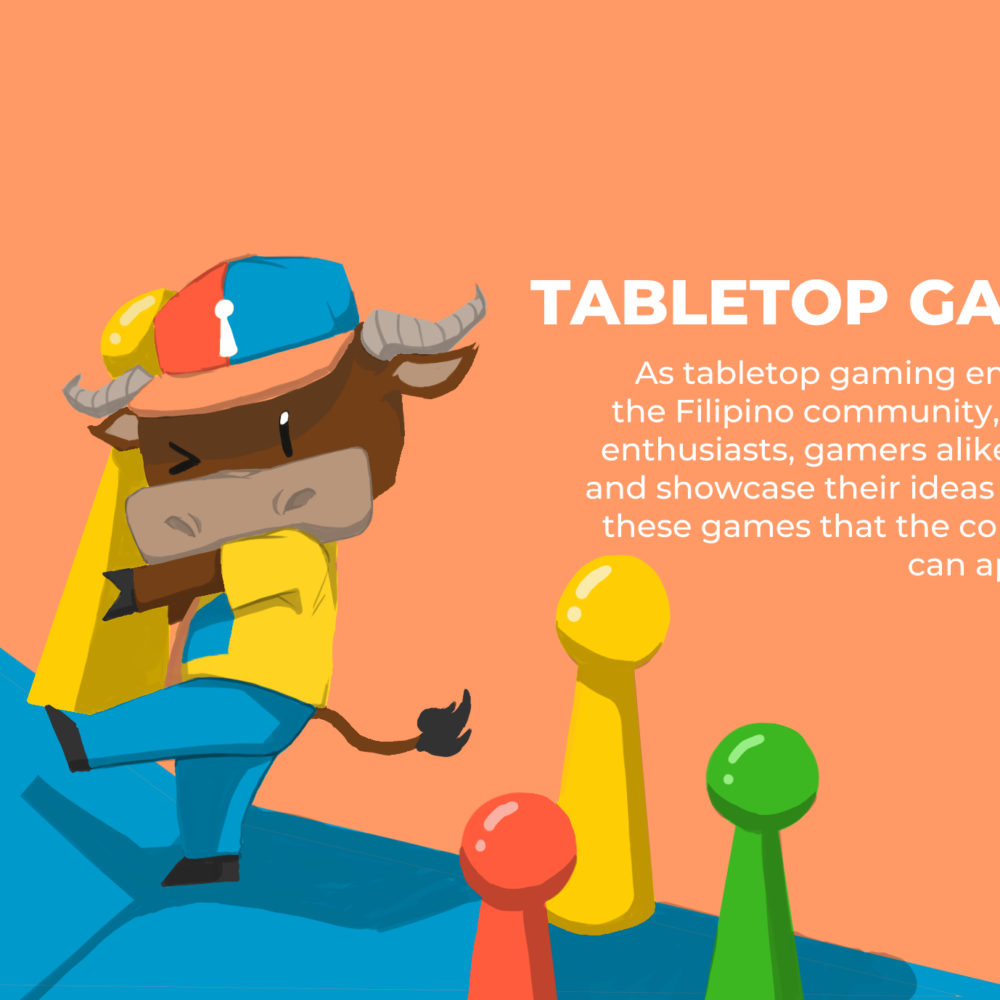 TABLETOP GA
As tabletop gaming en
the Filipino community,
enthusiasts, gamers alike
and showcase their ideas
these games that the co
can ap